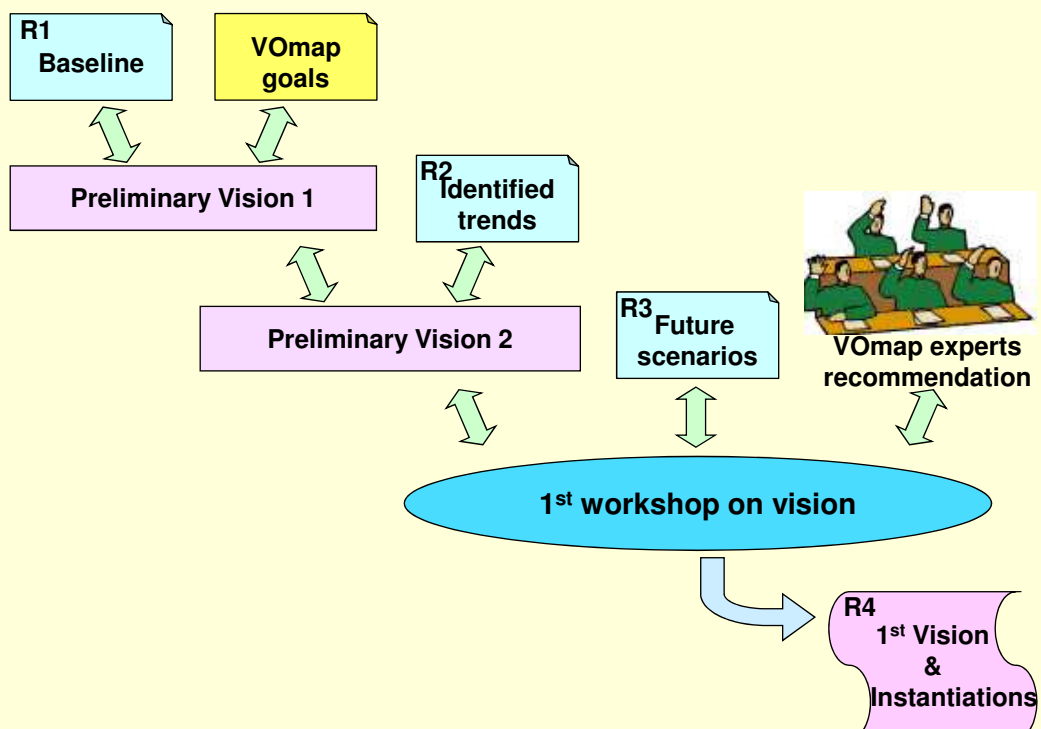 R1
Baseline
VOmap
goals
Preliminary Vision 1
R2
Identified
trends
Preliminary Vision 2
R3
Future
scenarios
VOmap experts
recommendation
1st workshop on vision
R4
1st Vision
&
Instantiations